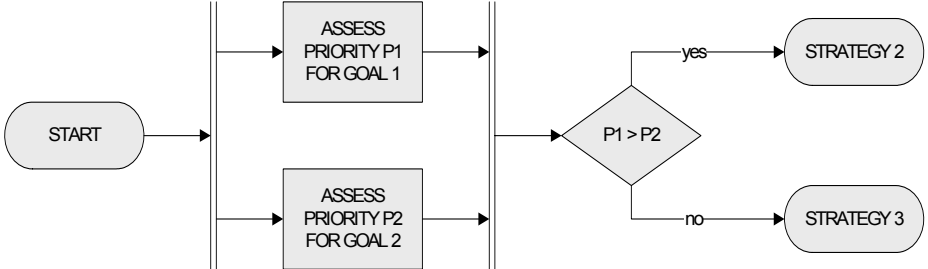 START
ASSESS
PRIORITY P1
FOR GOAL 1
ASSESS
PRIORITY P2
FOR GOAL 2
P1 > P2
yes
STRATEGY 2
no
STRATEGY 3